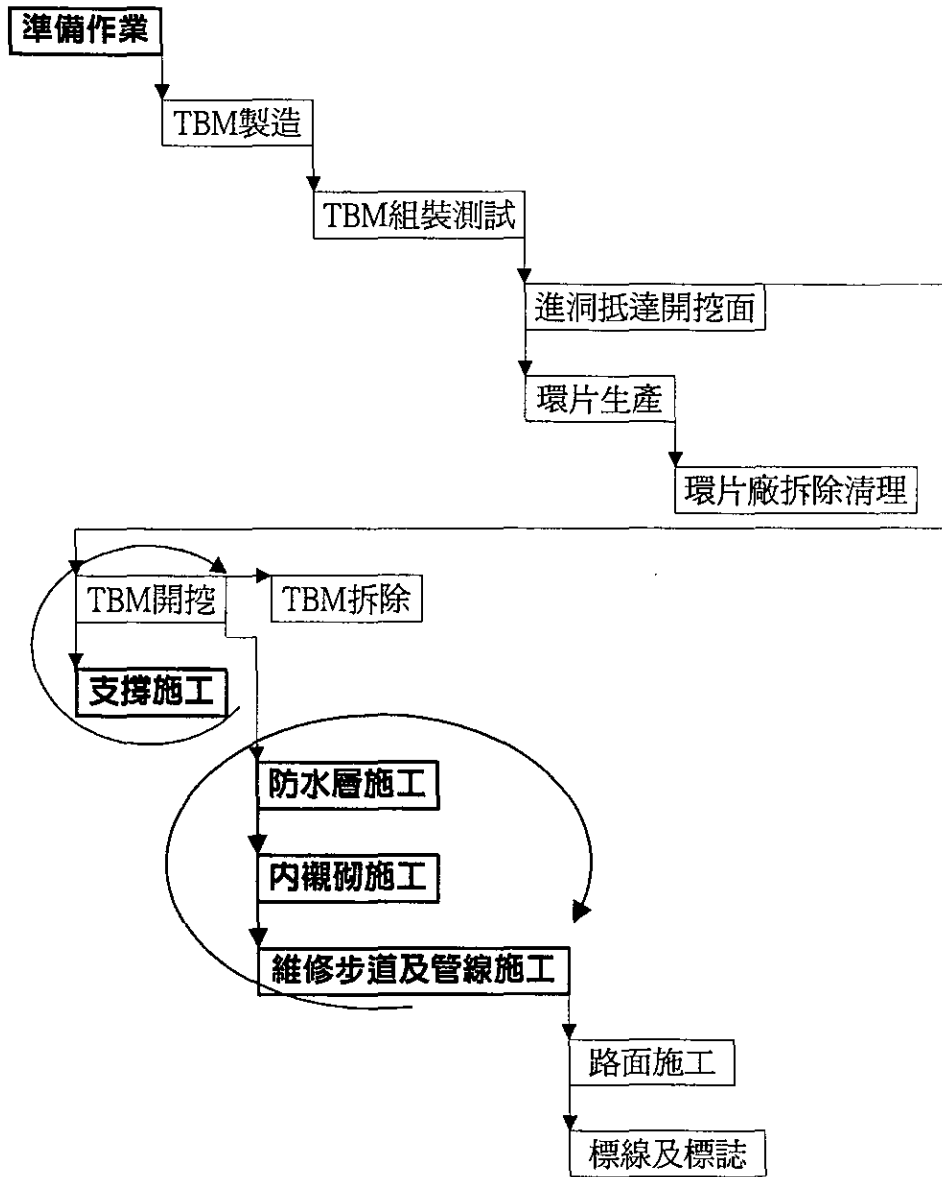 準備作業
TBM製造
TBM組裝測試
進洞抵達開挖面
環片生產
環片廠拆除清理
TBM開挖
TBM拆除
支撐施工
防水層施工
內襯砌施工
維修步道及管線施工
路面施工
標線及標誌